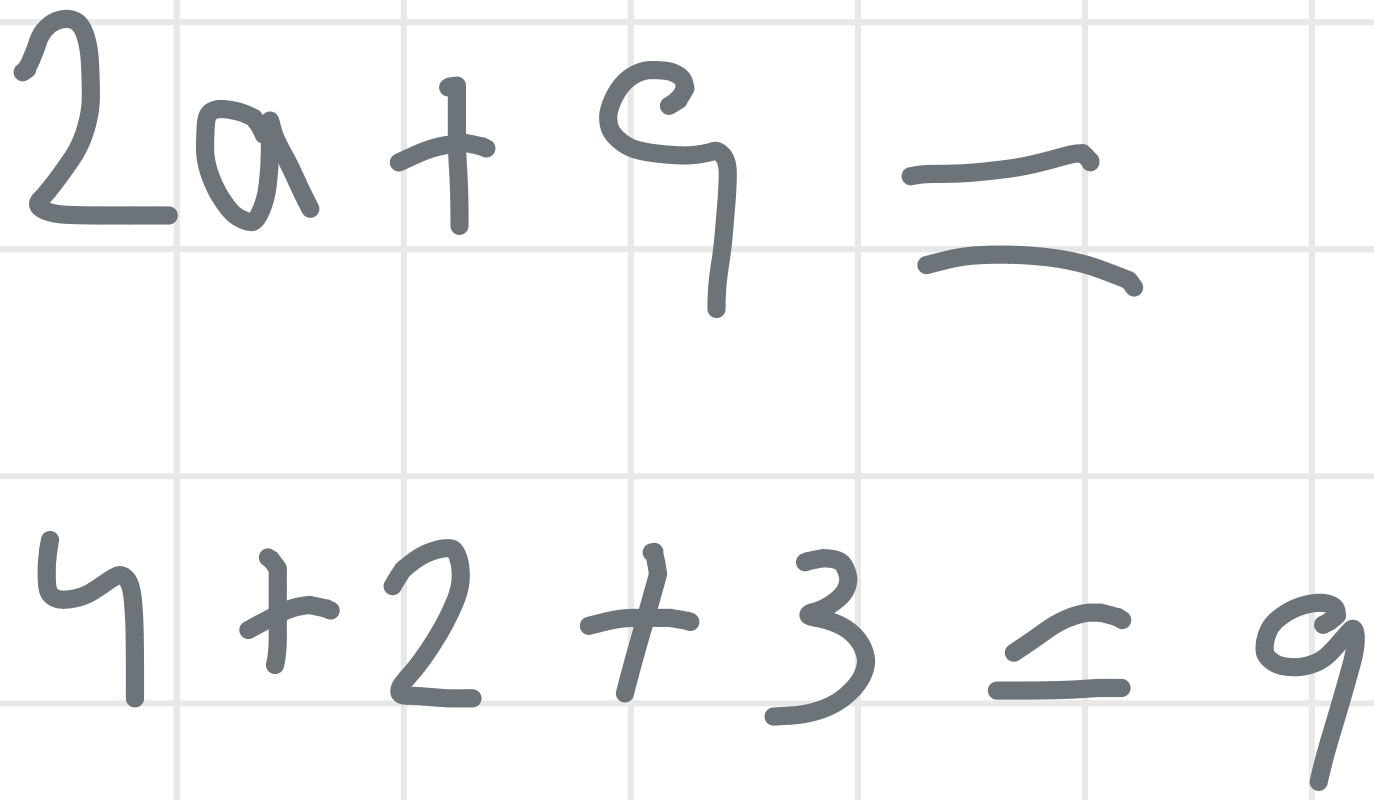 2a + 9 =
4 + 2 + 3 = 9